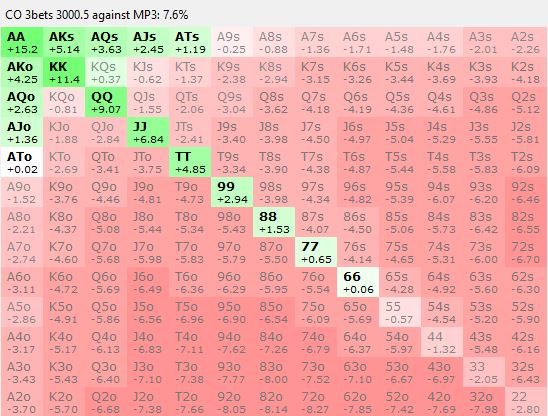 CO 3bets 3000.5 against MP3: 7.6%
AA AKs AQs AJs ATs A9s A8s A7s A6s A5s A4s A3s A2s
+15.2 +5.14 +3.63 +2.45 +1.19 -0.25 -0.88 -1.36 -1.71 -1.48 -1.76 -2.01 -2.26
AKo KK KQs KJs KTs K9s K8s K7s K6s K5s K4s K3s K2s
+4.25 +11.4 +0.37 -0.62 -1.37 -2.38 -2.94 -3.15 -3.26 -3.44 -3.69 -3.93 -4.18
AQo KQo QQ QJs QTs Q9s Q8s Q7s Q6s Q5s Q4s Q3s Q2s
+2.63 -0.81 +9.07 -1.55 -2.06 -3.04 -3.62 -4.18 -4.19 -4.36 -4.61 -4.86 -5.12
AJo KJo QJo JJ JTs J9s J8s J7s J6s J5s J4s J3s J2s
+1.36 -1.88 -2.84 +6.84 -2.41 -3.40 -3.98 -4.50 -4.97 -5.04 -5.29 -5.55 -5.81
ATo KTo QTo JTo TT T9s T8s T7s T6s T5s T4s T3s T2s
+0.02 -2.69 -3.41 -3.75 +4.85 -3.34 -3.90 -4.38 -4.87 -5.44 -5.58 -5.83 -6.09
A9o K9o Q9o J9o T9o 99 98s 97s 96s 95s 94s 93s 92s
-1.52 -3.76 -4.46 -4.81 -4.73 +2.94 -3.98 -4.34 -4.82 -5.39 -6.07 -6.20 -6.46
A8o K8o Q8o J8o T8o 98o 88 87s 86s 85s 84s 83s 82s
-2.21 -4.37 -5.08 -5.44 -5.34 -5.43 +1.53 -4.07 -4.50 -5.06 -5.73 -6.42 -6.55
A7o K7o Q7o J7o T7o 97o 87o 77 76s 75s 74s 73s 72s
-2.74 -4.60 -5.68 -5.98 -5.83 -5.79 -5.50 +0.65 -4.14 -4.65 -5.31 -6.00 -6.70
A6o K6o Q6o J6o T6o 96o 86o 76o 66 65s 64s 63s 62s
-3.11 -4.72 -5.69 -6.49 -6.36 -6.29 -5.95 -5.54 +0.06 -4.28 -4.92 -5.60 -6.30
A5o K5o Q5o J5o T5o 95o 85o 75o 65o 55 54s 53s 52s
-2.86 -4.91 -5.86 -6.56 -6.96 -6.90 -6.54 -6.09 -5.69 -0.57 -4.54 -5.20 -5.90
A4o K4o Q4o J4o T4o 94o 84o 74o 64o 54o 44 43s 42s
-3.17 -5.17 -6.13 -6.83 -7.11 -7.62 -7.26 -6.79 -6.37 -5.97 -1.32 -5.48 -6.16
A3o K3o Q3o J3o T3o 93o 83o 73o 63o 53o 43o 33 32s
-3.43 -5.43 -6.40 -7.10 -7.38 -7.77 -8.00 -7.52 -7.10 -6.67 -6.97 -2.05 -6.43
A2o K2o Q2o J2o T2o 92o 82o 72o 62o 52o 42o 32o 22
-3.70 -5.70 -6.68 -7.38 -7.66 -8.05 -8.14 -8.27 -7.85 -7.42 -7.69 -7.98 -2.80